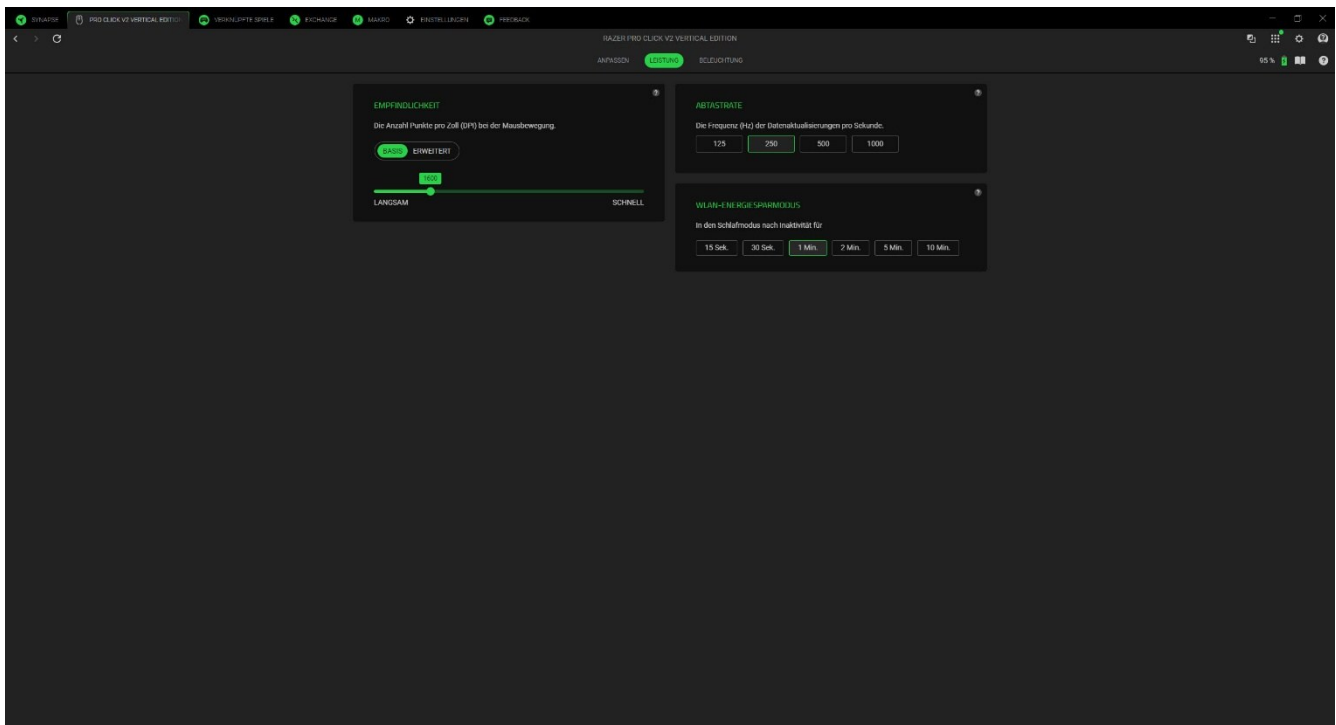 SYNAPSE PRO CLICK V2 VERTICAL EDITION VERKNÜPFTE SPIELE EXCHANGE MAKRO EINSTELLUNGEN FEEDBACK
RAZER PRO CLICK V2 VERTICAL EDITION
ANPASSEN LEISTUNG BELEUCHTUNG
95 %
EMPFINDLICHKEIT
Die Anzahl Punkte pro Zoll (DPI) bei der Mausbewegung.
BASIS ERWEITERT
1600
LANGSAM SCHNELL
ABTASTRATE
Die Frequenz (Hz) der Datenaktualisierungen pro Sekunde.
125 250 500 1000
WLAN-ENERGIESPARMODUS
In den Schlafmodus nach Inaktivität für
15 Sek. 30 Sek. 1 Min. 2 Min. 5 Min. 10 Min.